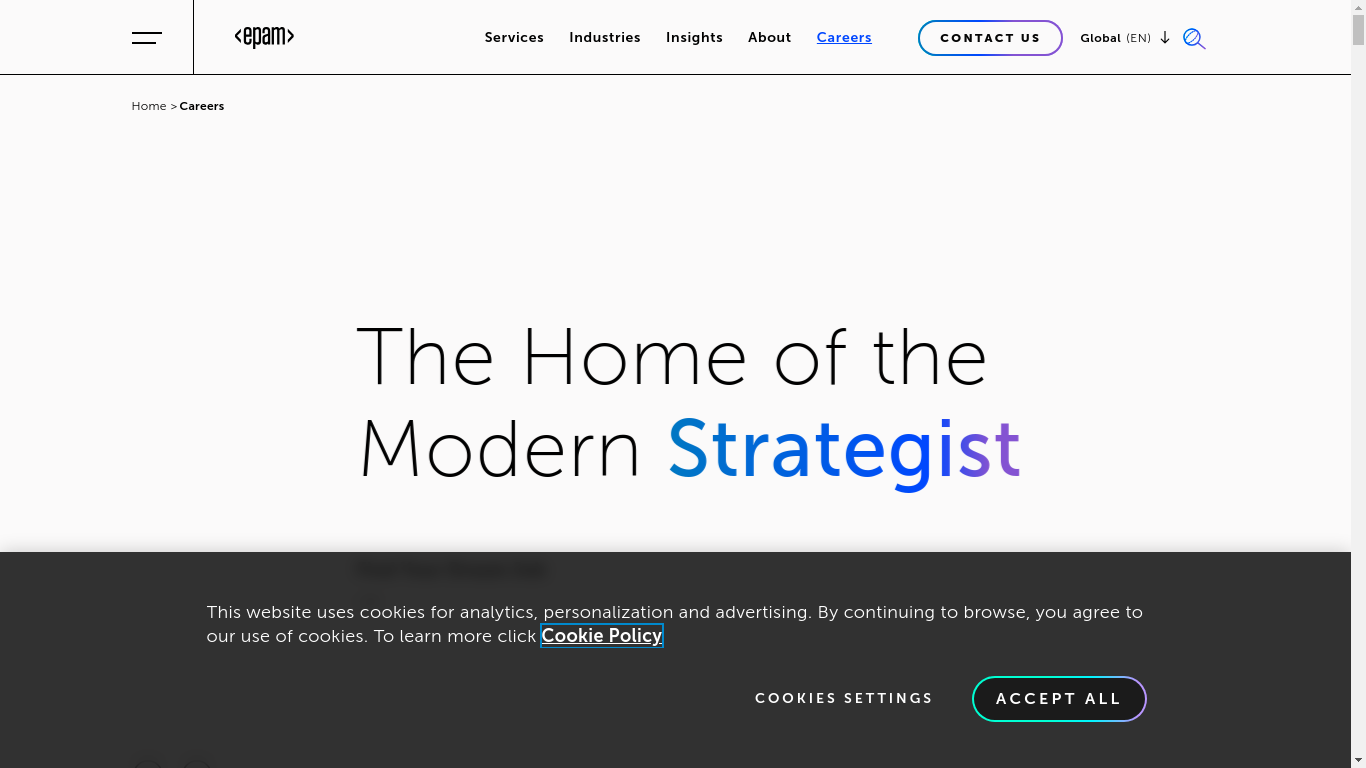 <epam>
Services
Industries
Insights
About
Careers
CONTACT US
Global (EN)
Home > Careers
The Home of the
Modern Strategist
This website uses cookies for analytics, personalization and advertising. By continuing to browse, you agree to
our use of cookies. To learn more click Cookie Policy
COOKIES SETTINGS
ACCEPT ALL